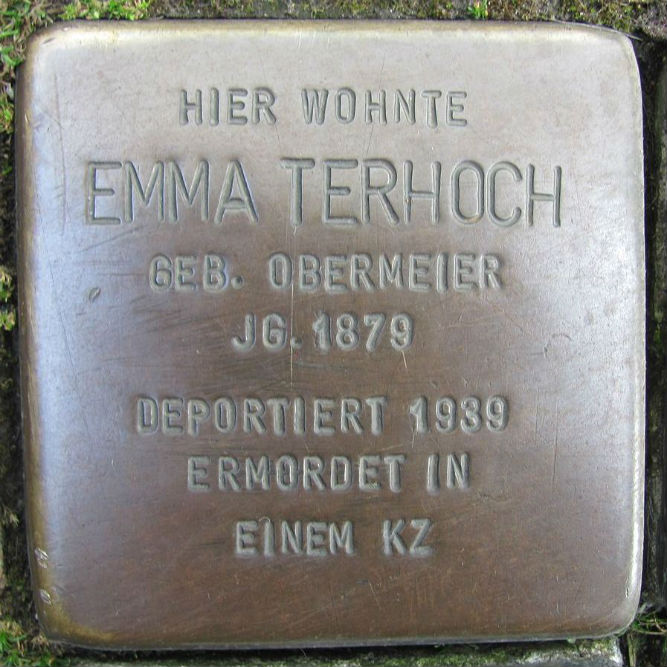 HIER WOHNTE
EMMA TERHOCH
GEB. OBERMEIER
JG. 1879
DEPORTIERT 1939
ERMORDET IN
EINEM KZ